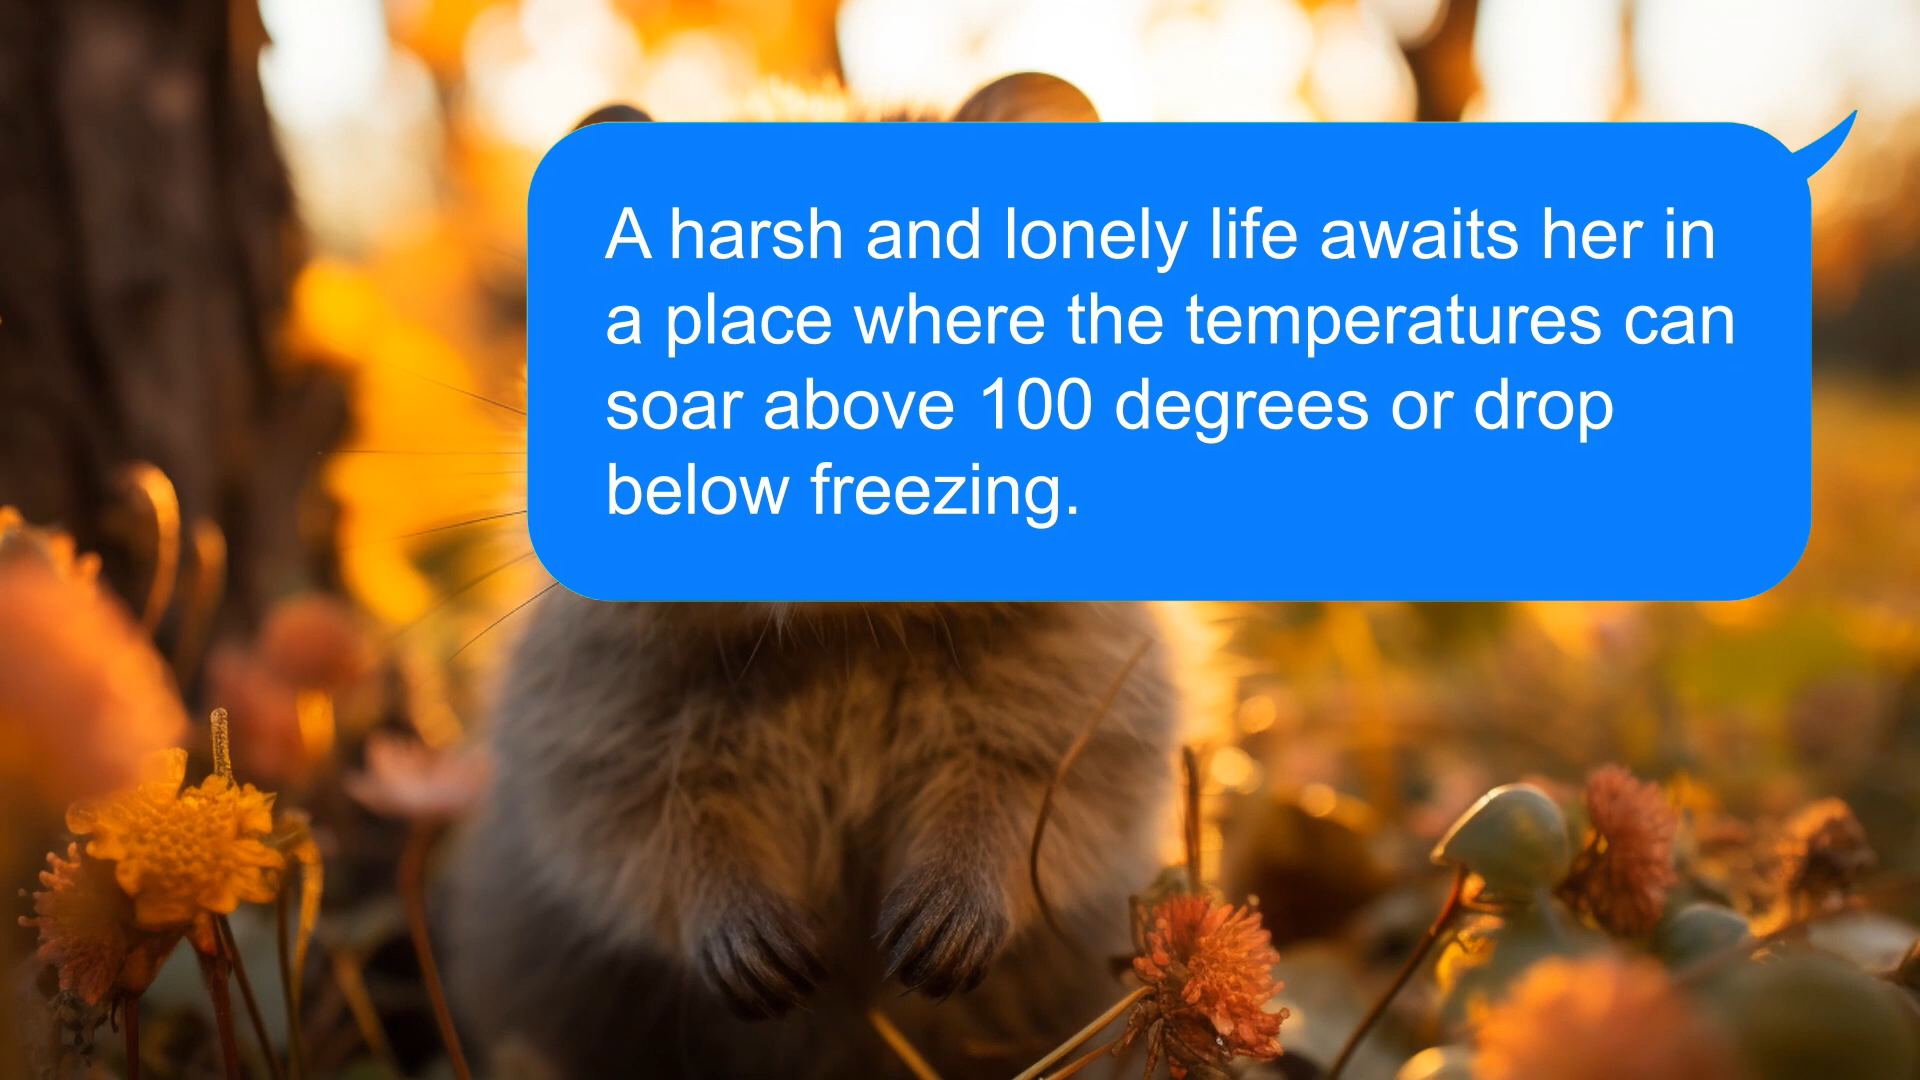 A harsh and lonely life awaits her in
a place where the temperatures can
soar above 100 degrees or drop
below freezing.